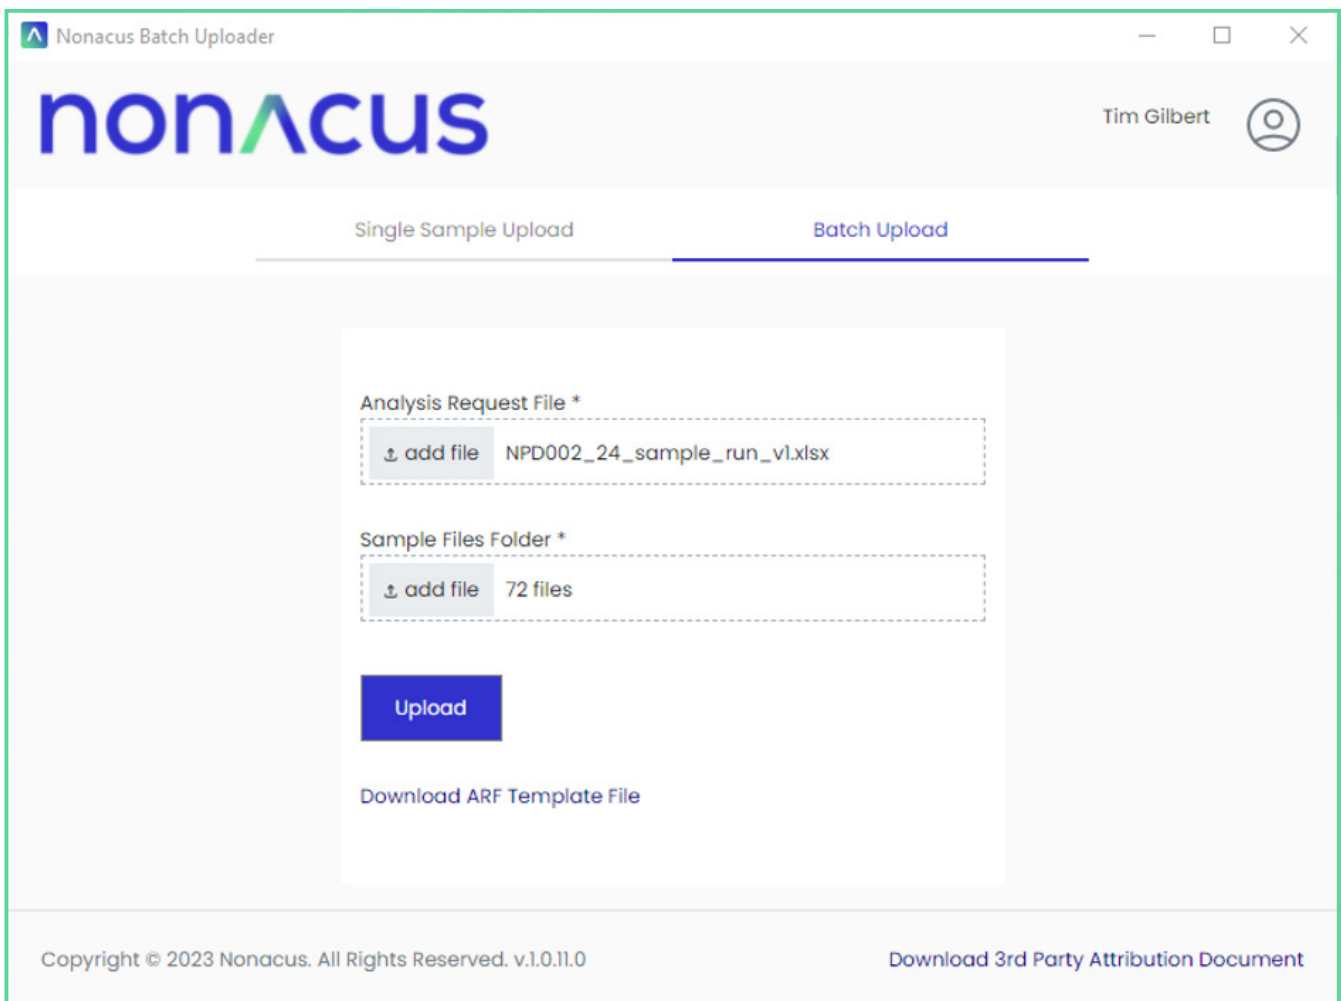 Nonacus Batch Uploader
nonacus
Tim Gilbert
Single Sample Upload
Batch Upload
Analysis Request File *
add file NPD002_24_sample_run_v1.xlsx
Sample Files Folder *
add file 72 files
Upload
Download ARF Template File
Copyright © 2023 Nonacus. All Rights Reserved. v.1.0.11.0
Download 3rd Party Attribution Document